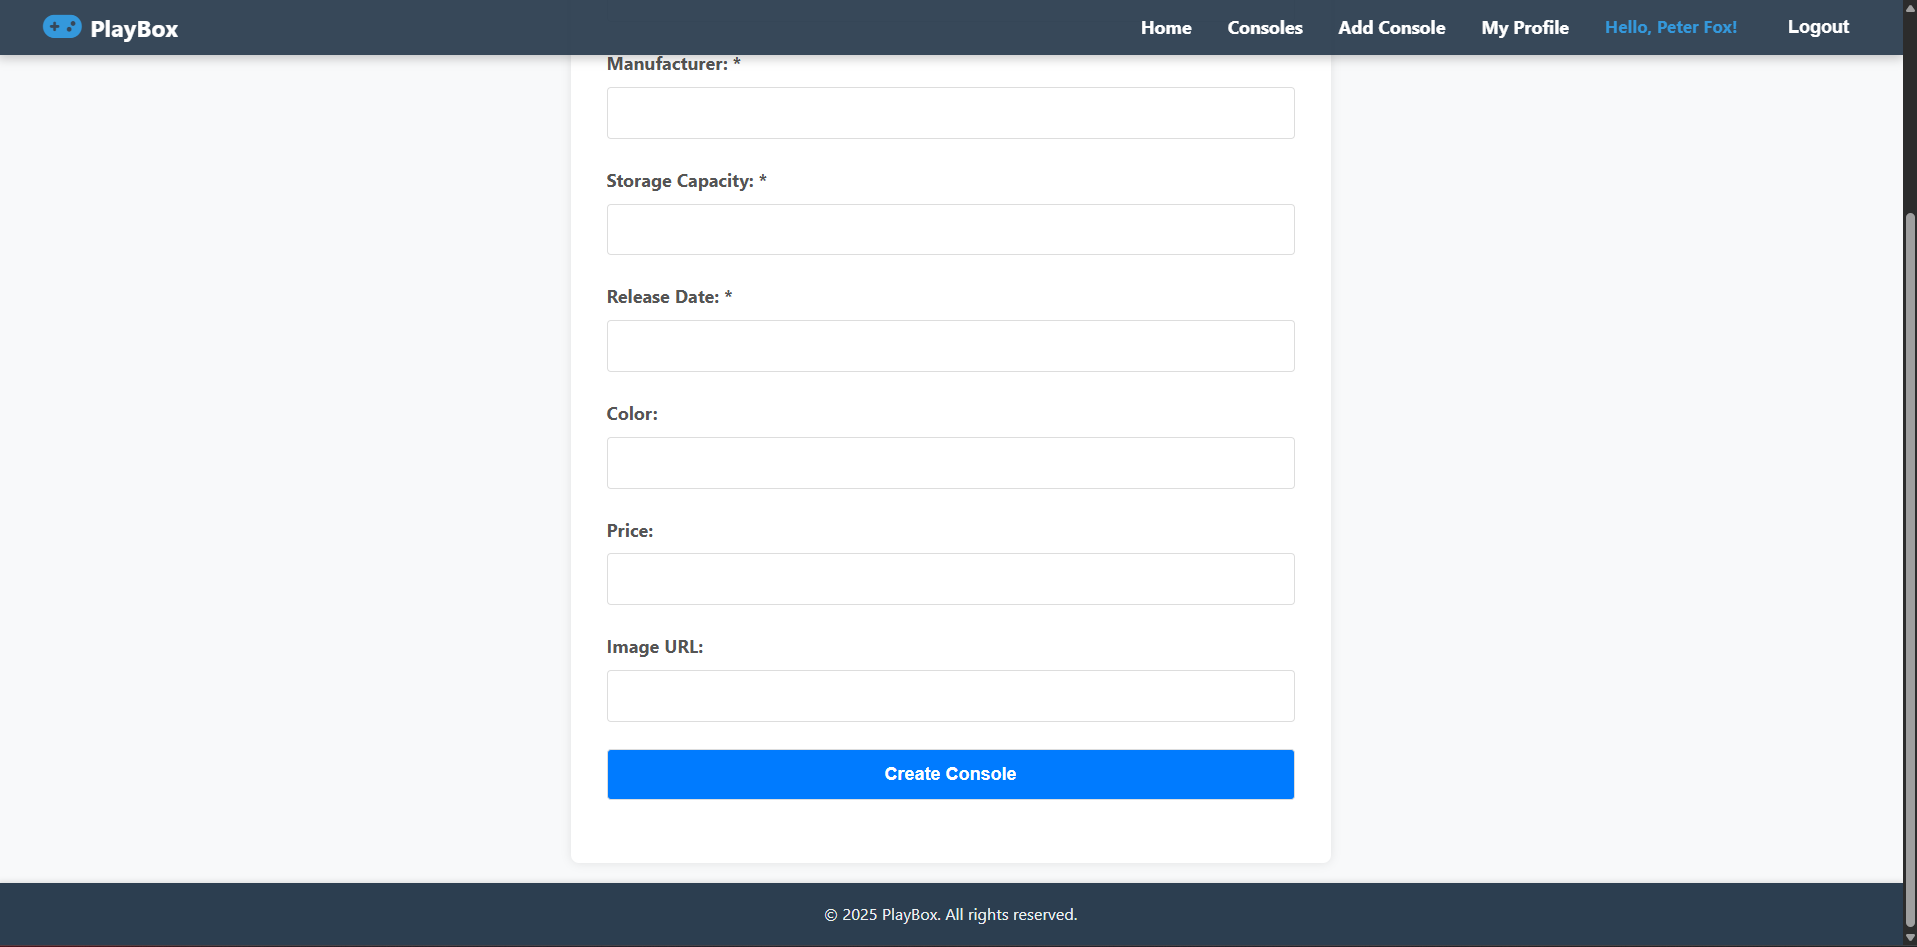 PlayBox
Home Consoles Add Console My Profile Hello, Peter Fox! Logout
Manufacturer: *
Storage Capacity: *
Release Date: *
Color:
Price:
Image URL:
Create Console
© 2025 PlayBox. All rights reserved.